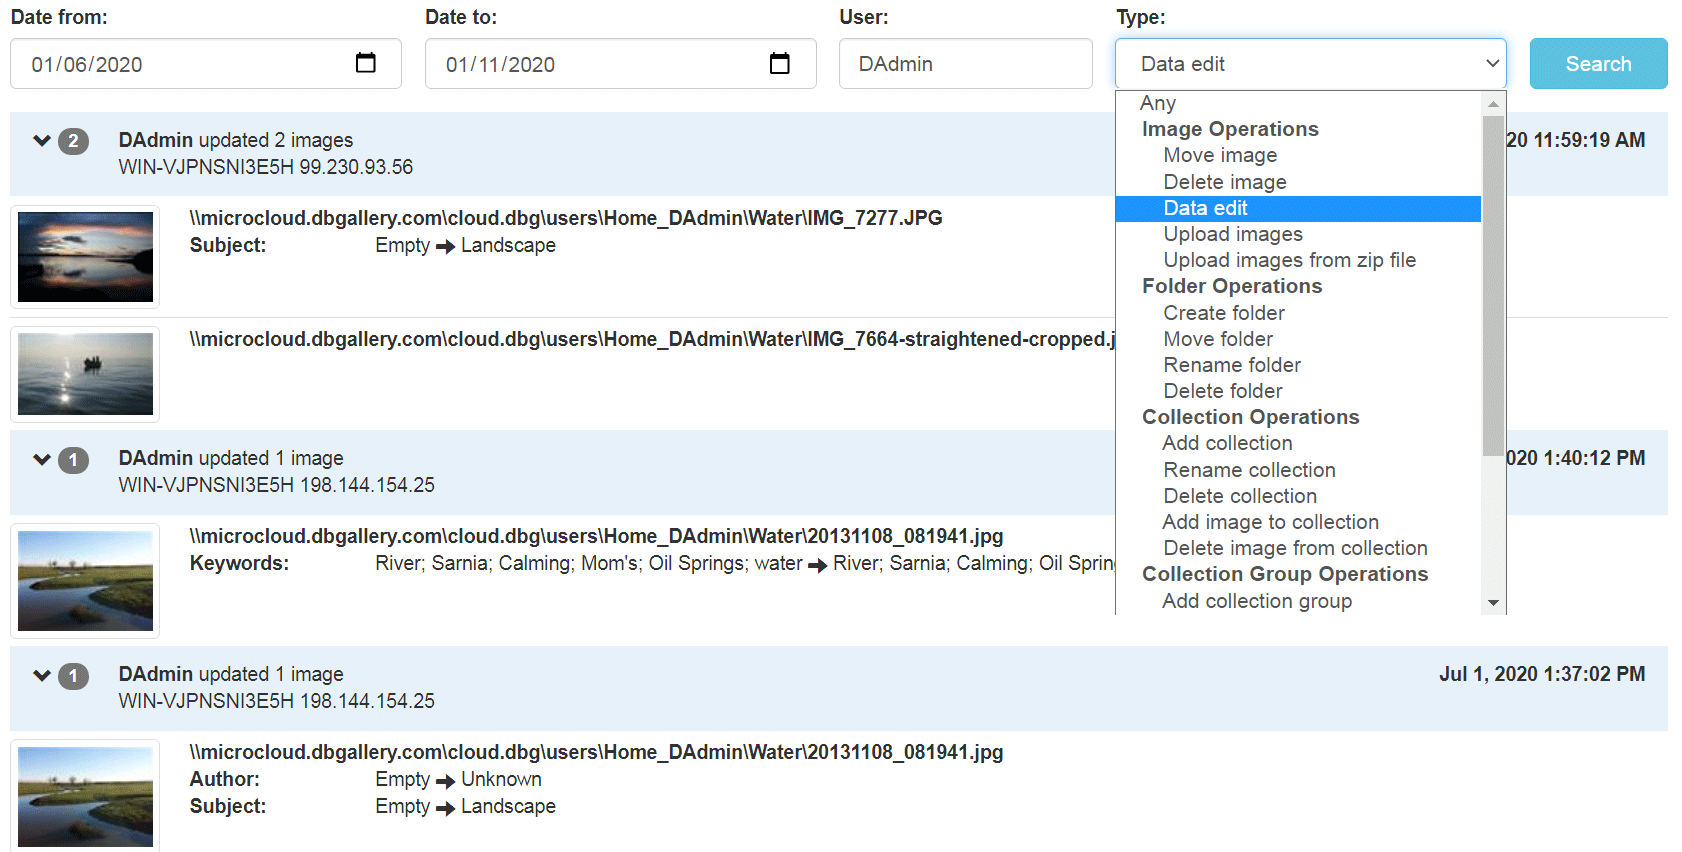 Date from: Date to: User: Type:
01/06/2020 01/11/2020 DAdmin Data edit Search
Any
Image Operations
Move image
Delete image
Data edit
Upload images
Upload images from zip file
Folder Operations
Create folder
Move folder
Rename folder
Delete folder
Collection Operations
Add collection
Rename collection
Delete collection
Add image to collection
Delete image from collection
Collection Group Operations
Add collection group
2 DAdmin updated 2 images 20 11:59:19 AM
WIN-VJPNSNI3E5H 99.230.93.56
\\microcloud.dbgallery.com\cloud.dbg\users\Home_DAdmin\Water\IMG_7277.JPG
Subject: Empty ➔ Landscape
\\microcloud.dbgallery.com\cloud.dbg\users\Home_DAdmin\Water\IMG_7664-straightened-cropped.j
1 DAdmin updated 1 image 020 1:40:12 PM
WIN-VJPNSNI3E5H 198.144.154.25
\\microcloud.dbgallery.com\cloud.dbg\users\Home_DAdmin\Water\20131108_081941.jpg
Keywords: River; Sarnia; Calming; Mom's; Oil Springs; water ➔ River; Sarnia; Calming; Oil Spring
1 DAdmin updated 1 image Jul 1, 2020 1:37:02 PM
WIN-VJPNSNI3E5H 198.144.154.25
\\microcloud.dbgallery.com\cloud.dbg\users\Home_DAdmin\Water\20131108_081941.jpg
Author: Empty ➔ Unknown
Subject: Empty ➔ Landscape